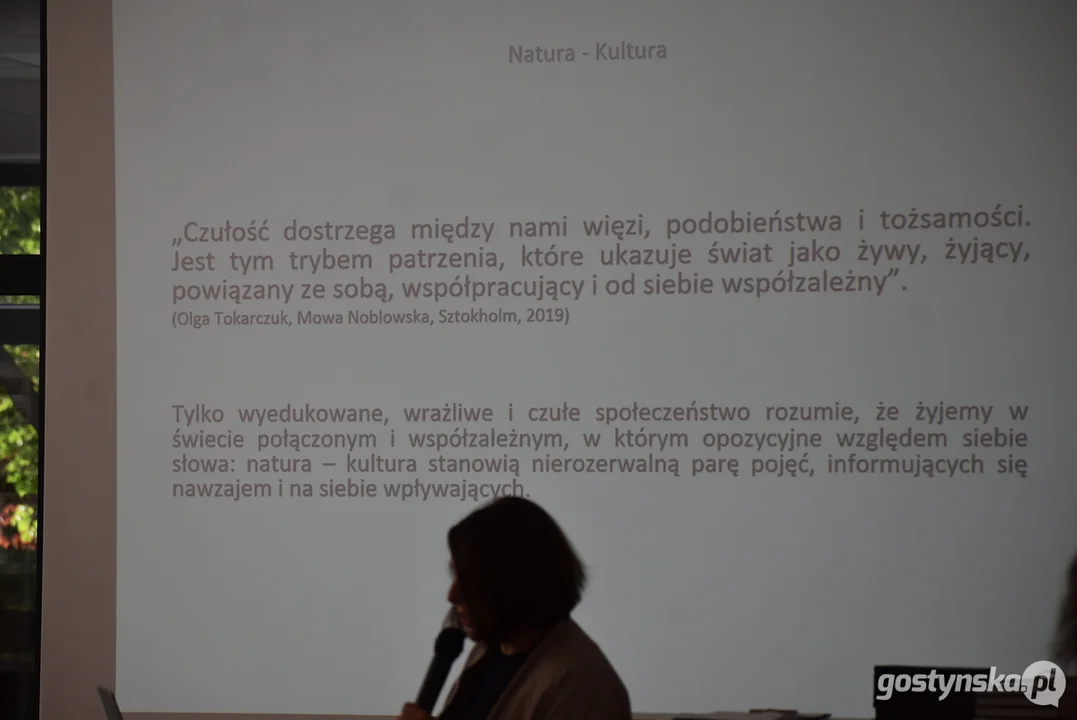 Natura - Kultura
„Czułość dostrzega między nami więzi, podobieństwa i tożsamości.
Jest tym trybem patrzenia, które ukazuje świat jako żywy, żyjący,
powiązany ze sobą, współpracujący i od siebie współzależny”.
(Olga Tokarczuk, Mowa Noblowska, Sztokholm, 2019)
Tylko wyedukowane, wrażliwe i czułe społeczeństwo rozumie, że żyjemy w
świecie połączonym i współzależnym, w którym opozycyjne względem siebie
słowa: natura – kultura stanowią nierozerwalną parę pojęć, informujących się
nawzajem i na siebie wpływających.
gostynska.pl